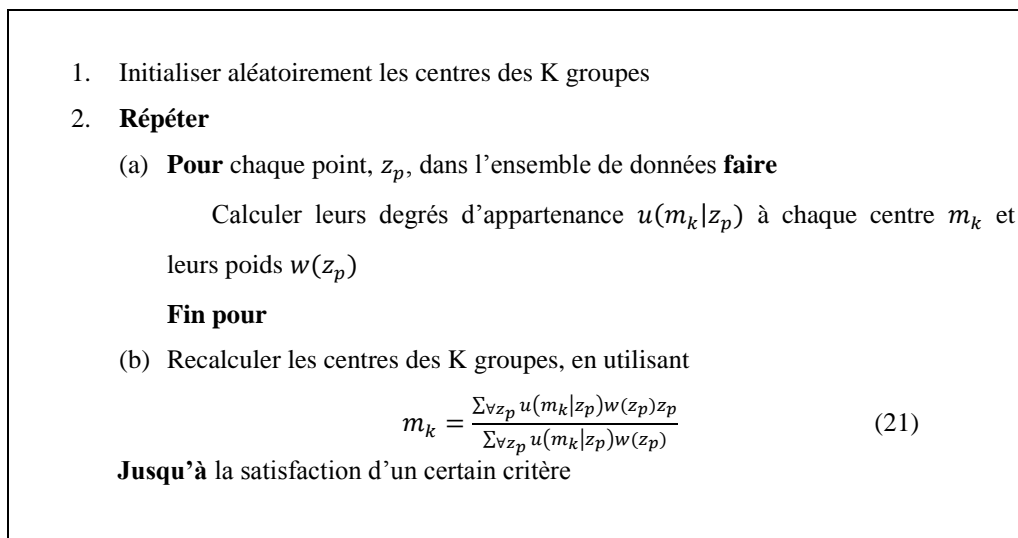 1. Initialiser aléatoirement les centres des K groupes
2. Répéter
(a) Pour chaque point, z_p, dans l'ensemble de données faire
Calculer leurs degrés d'appartenance u(m_k|z_p) à chaque centre m_k et
leurs poids w(z_p)
Fin pour
(b) Recalculer les centres des K groupes, en utilisant
m_k = \frac{∑_{∀z_p} u(m_k|z_p)w(z_p)z_p}{∑_{∀z_p} u(m_k|z_p)w(z_p)} (21)
Jusqu'à la satisfaction d'un certain critère